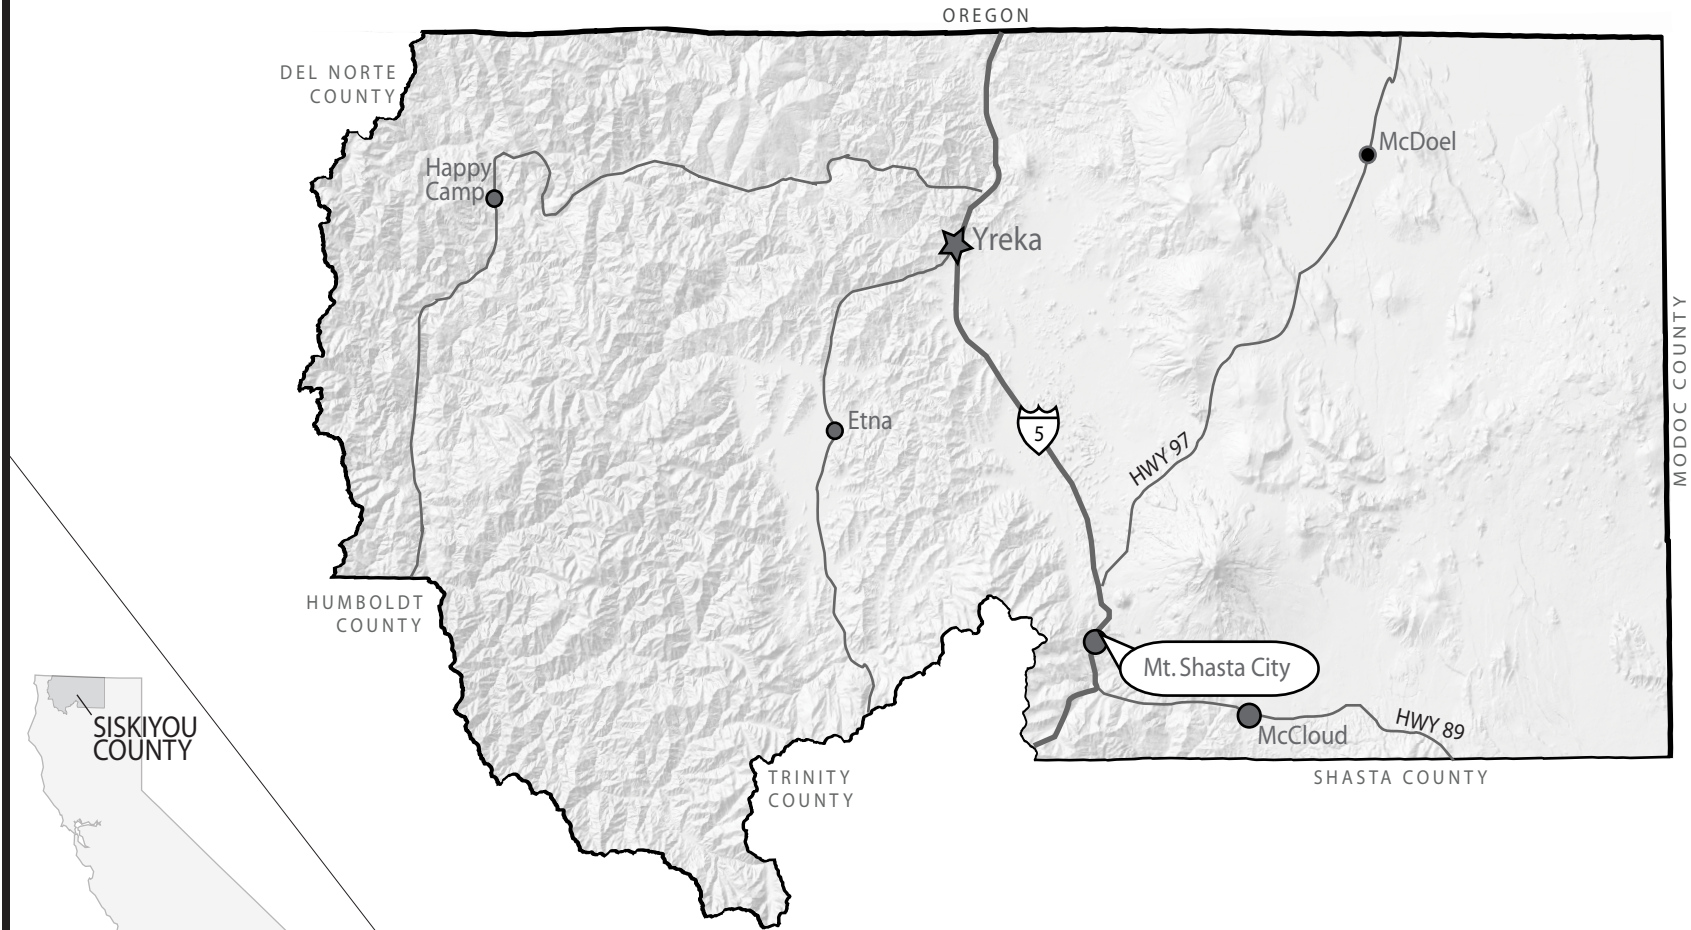 OREGON
DEL NORTE
COUNTY
McDoel
Happy
Camp
Yreka
MODOC COUNTY
Etna
5
HWY 97
HUMBOLDT
COUNTY
Mt. Shasta City
SISKIYOU
COUNTY
HWY 89
McCloud
TRINITY
COUNTY
SHASTA COUNTY